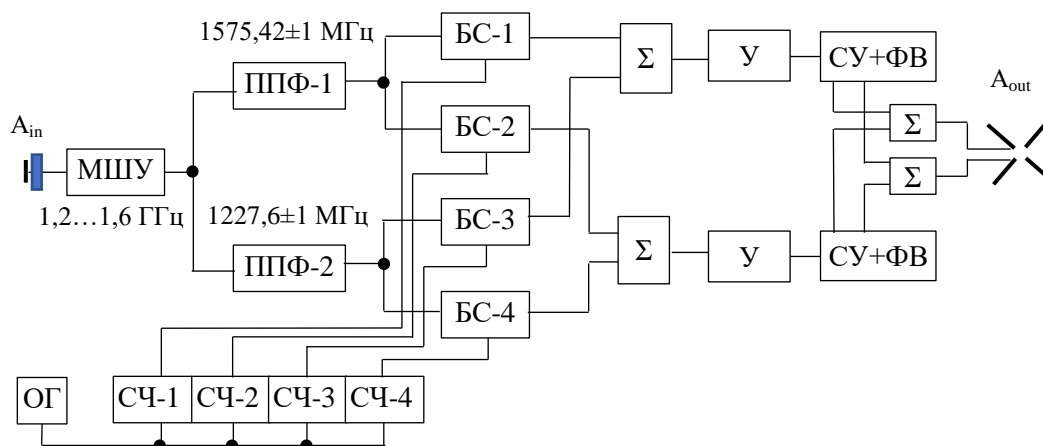 1575,42±1 МГц
БС-1
Σ
У
СУ+ФВ
ППФ-1
A_out
A_in
БС-2
Σ
МШУ
Σ
1,2…1,6 ГГц
1227,6±1 МГц
БС-3
ППФ-2
Σ
У
СУ+ФВ
БС-4
ОГ
СЧ-1
СЧ-2
СЧ-3
СЧ-4